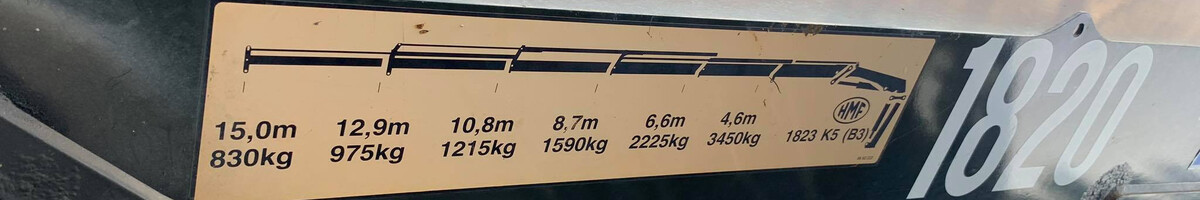 15,0m 12,9m 10,8m 8,7m 6,6m 4,6m
830kg 975kg 1215kg 1590kg 2225kg 3450kg
HMF
1823 K5 (B3)
1820